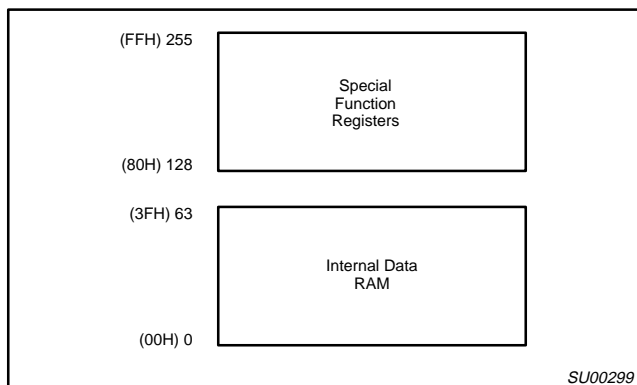 (FFH) 255
Special
Function
Registers
(80H) 128
(3FH) 63
Internal Data
RAM
(00H) 0
SU00299